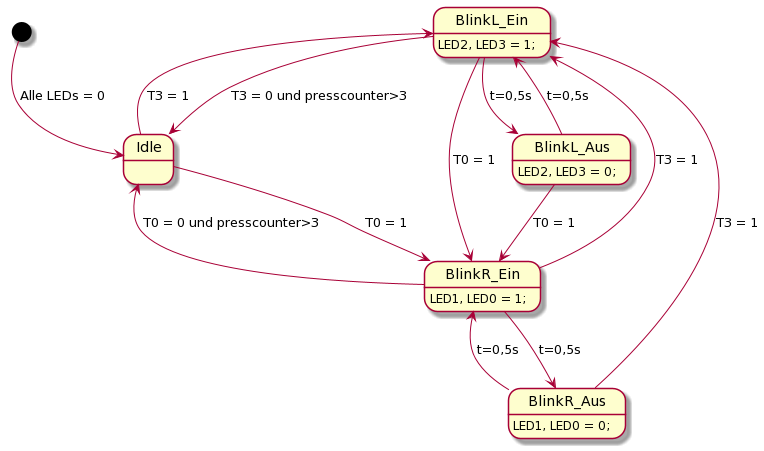 BlinkL_Ein
LED2, LED3 = 1;
Alle LEDs = 0
T3 = 1
T3 = 0 und presscounter>3
t=0,5s
t=0,5s
Idle
BlinkL_Aus
LED2, LED3 = 0;
T0 = 1
T3 = 1
T0 = 0 und presscounter>3
T0 = 1
T0 = 1
T3 = 1
BlinkR_Ein
LED1, LED0 = 1;
t=0,5s
t=0,5s
BlinkR_Aus
LED1, LED0 = 0;